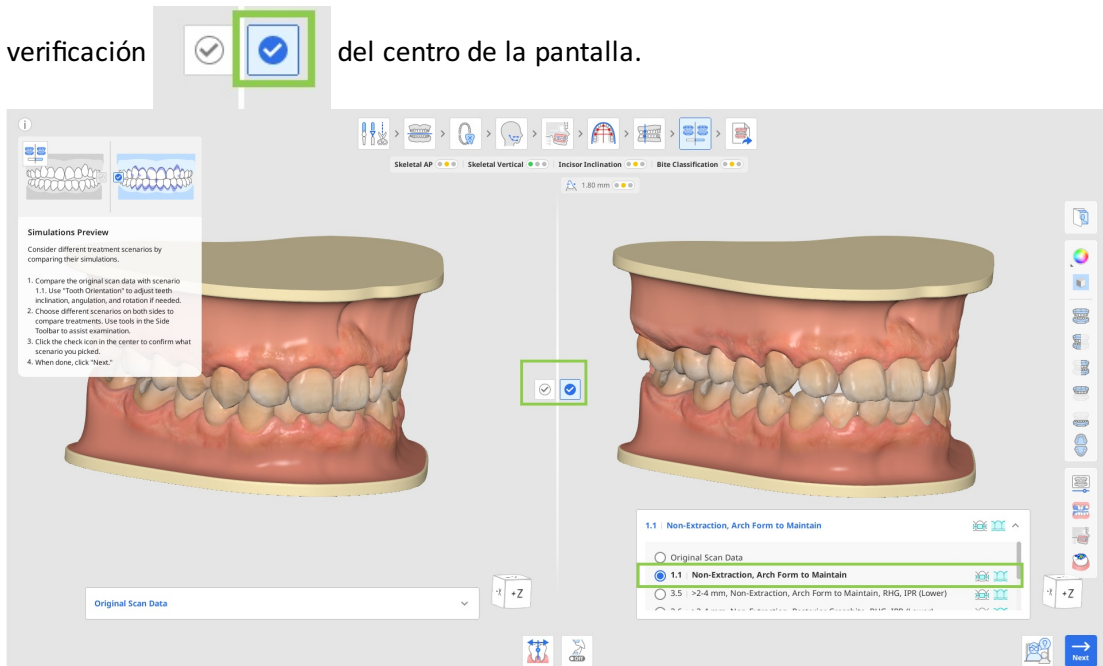 verificación del centro de la pantalla.
Skeletal AP Skeletal Vertical Incisor Inclination Bite Classification
1.80 mm
Simulations Preview
Consider different treatment scenarios by
comparing their simulations.
1. Compare the original scan data with scenario
1.1. Use "Tooth Orientation" to adjust teeth
inclination, angulation, and rotation if needed.
2. Choose different scenarios on both sides to
compare treatments. Use tools in the Side
Toolbar to assist examination.
3. Click the check icon in the center to confirm what
scenario you picked.
4. When done, click "Next."
1.1 Non-Extraction, Arch Form to Maintain
Original Scan Data
1.1 Non-Extraction, Arch Form to Maintain
3.5 >2-4 mm, Non-Extraction, Arch Form to Maintain, RHG, IPR (Lower)
Original Scan Data
+Z
+Z
Off
Next